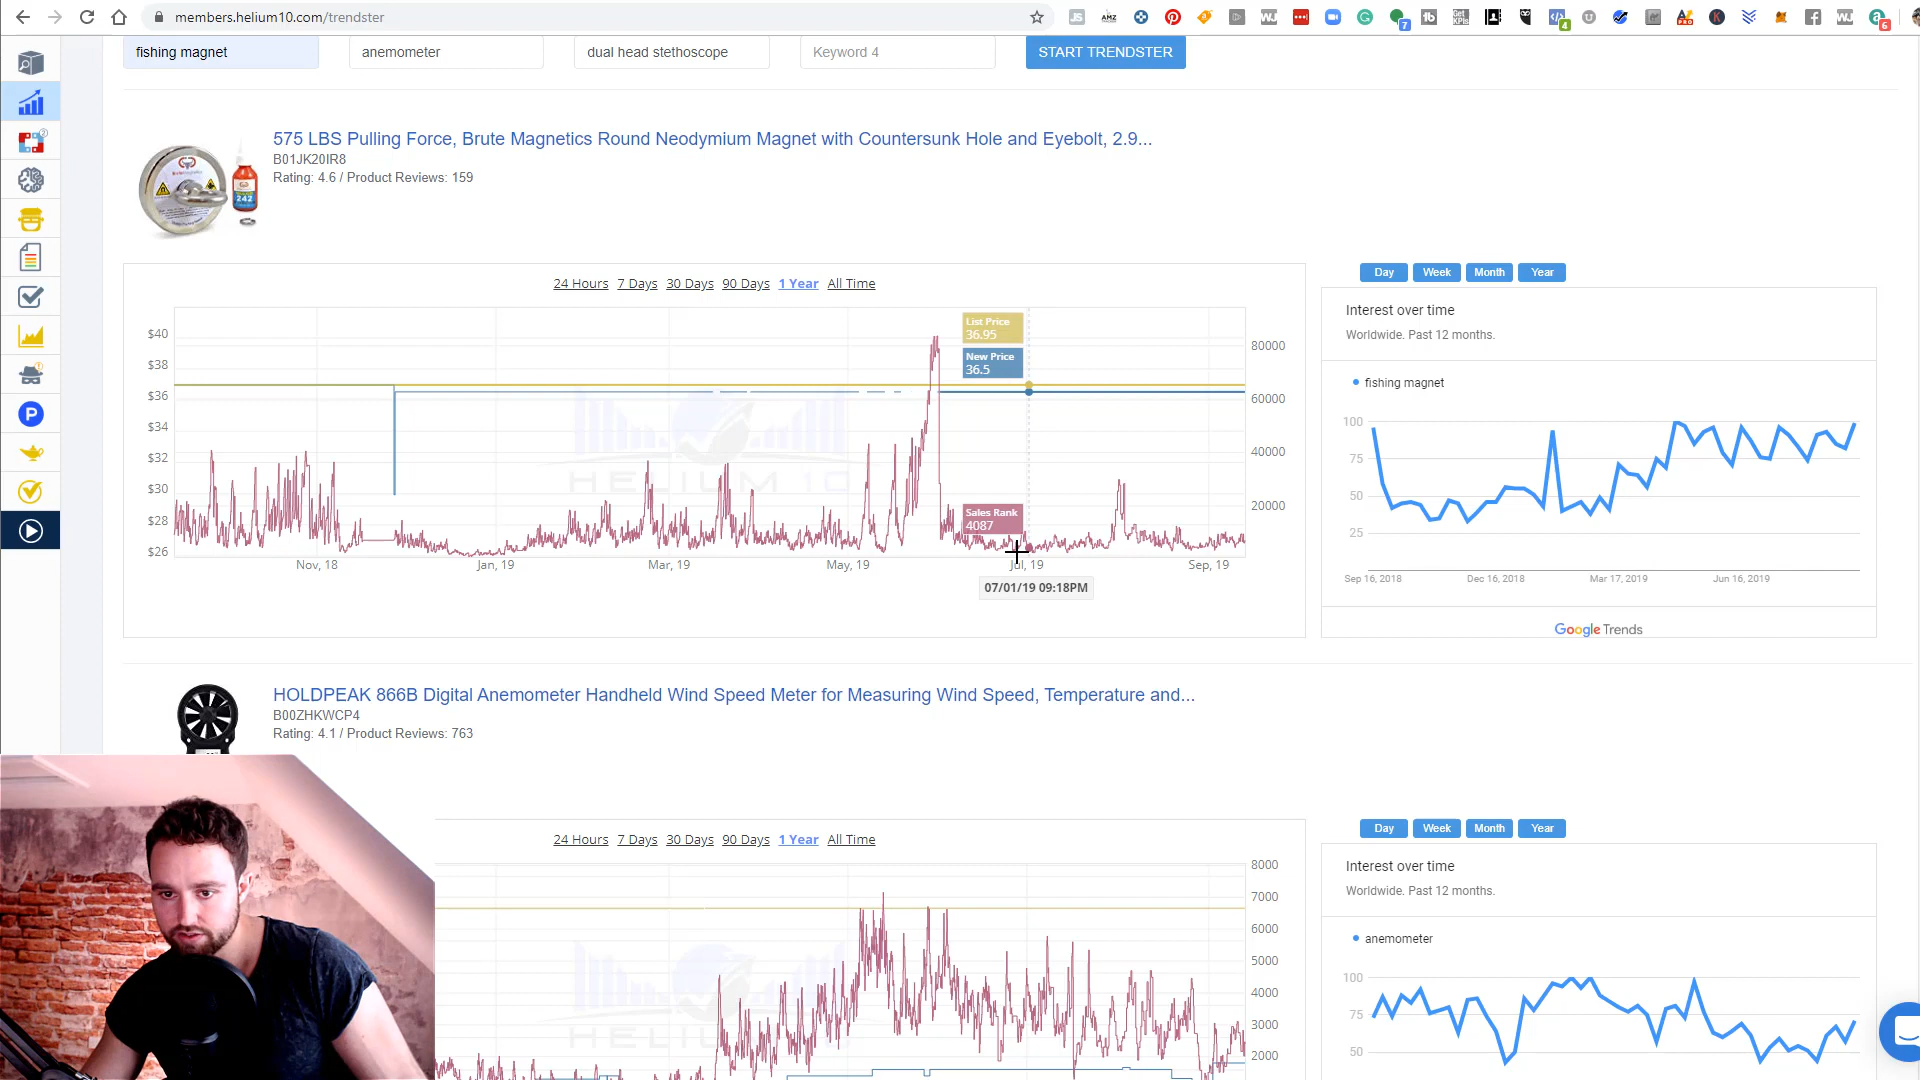 members.helium10.com/trendster
fishing magnet
anemometer
dual head stethoscope
Keyword 4
START TRENDSTER
575 LBS Pulling Force, Brute Magnetics Round Neodymium Magnet with Countersunk Hole and Eyebolt, 2.9...
B01JK20IR8
Rating: 4.6 / Product Reviews: 159
24 Hours 7 Days 30 Days 90 Days 1 Year All Time
$40
$38
$36
$34
$32
$30
$28
$26
80000
60000
40000
20000
List Price
36.95
New Price
36.5
Sales Rank
4087
HELIUM 10
Nov, 18
Jan, 19
Mar, 19
May, 19
Jul, 19
Sep, 19
07/01/19 09:18PM
Day Week Month Year
Interest over time
Worldwide. Past 12 months.
fishing magnet
100
75
50
25
Sep 16, 2018
Dec 16, 2018
Mar 17, 2019
Jun 16, 2019
Google Trends
HOLDPEAK 866B Digital Anemometer Handheld Wind Speed Meter for Measuring Wind Speed, Temperature and...
B00ZHKWCP4
Rating: 4.1 / Product Reviews: 763
24 Hours 7 Days 30 Days 90 Days 1 Year All Time
8000
7000
6000
5000
4000
3000
2000
HELIUM 10
Day Week Month Year
Interest over time
Worldwide. Past 12 months.
anemometer
100
75
50